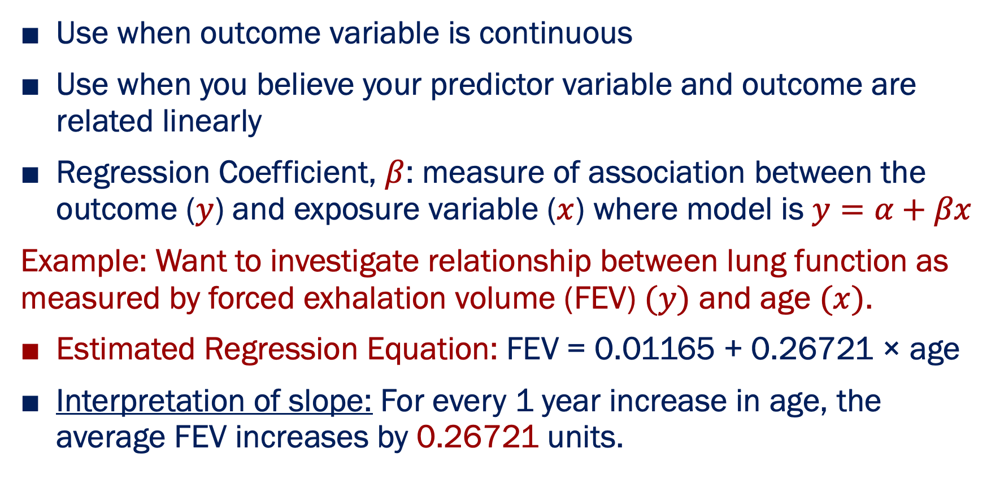 ■ Use when outcome variable is continuous
■ Use when you believe your predictor variable and outcome are
related linearly
■ Regression Coefficient, β: measure of association between the
outcome (y) and exposure variable (x) where model is y = α + βx
Example: Want to investigate relationship between lung function as
measured by forced exhalation volume (FEV) (y) and age (x).
■ Estimated Regression Equation: FEV = 0.01165 + 0.26721 × age
■ Interpretation of slope: For every 1 year increase in age, the
average FEV increases by 0.26721 units.